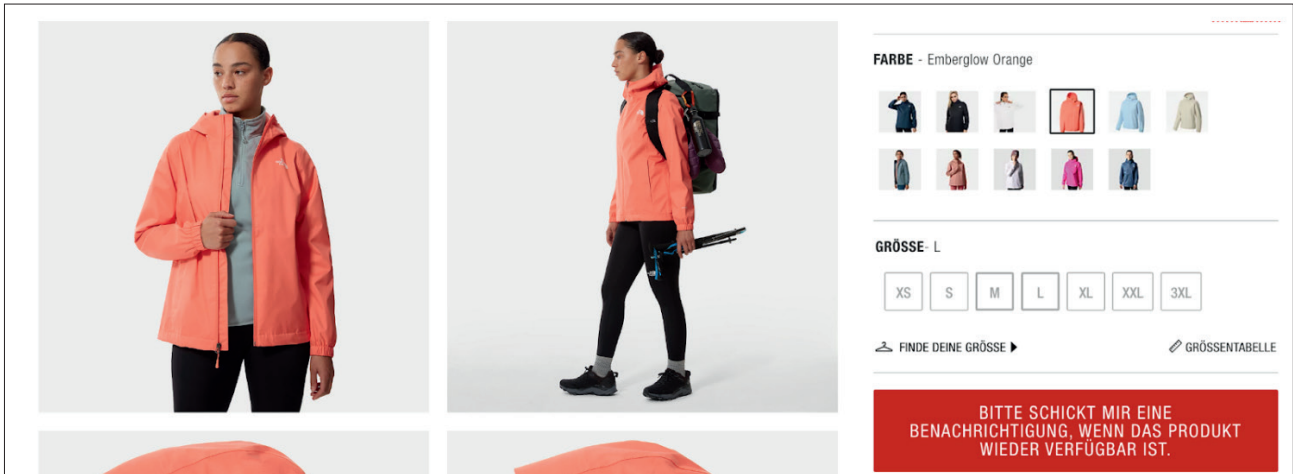 FARBE - Emberglow Orange
GRÖSSE- L
XS S M L XL XXL 3XL
FINDE DEINE GRÖSSE GRÖSSENTABELLE
BITTE SCHICKT MIR EINE
BENACHRICHTIGUNG, WENN DAS PRODUKT
WIEDER VERFÜGBAR IST.